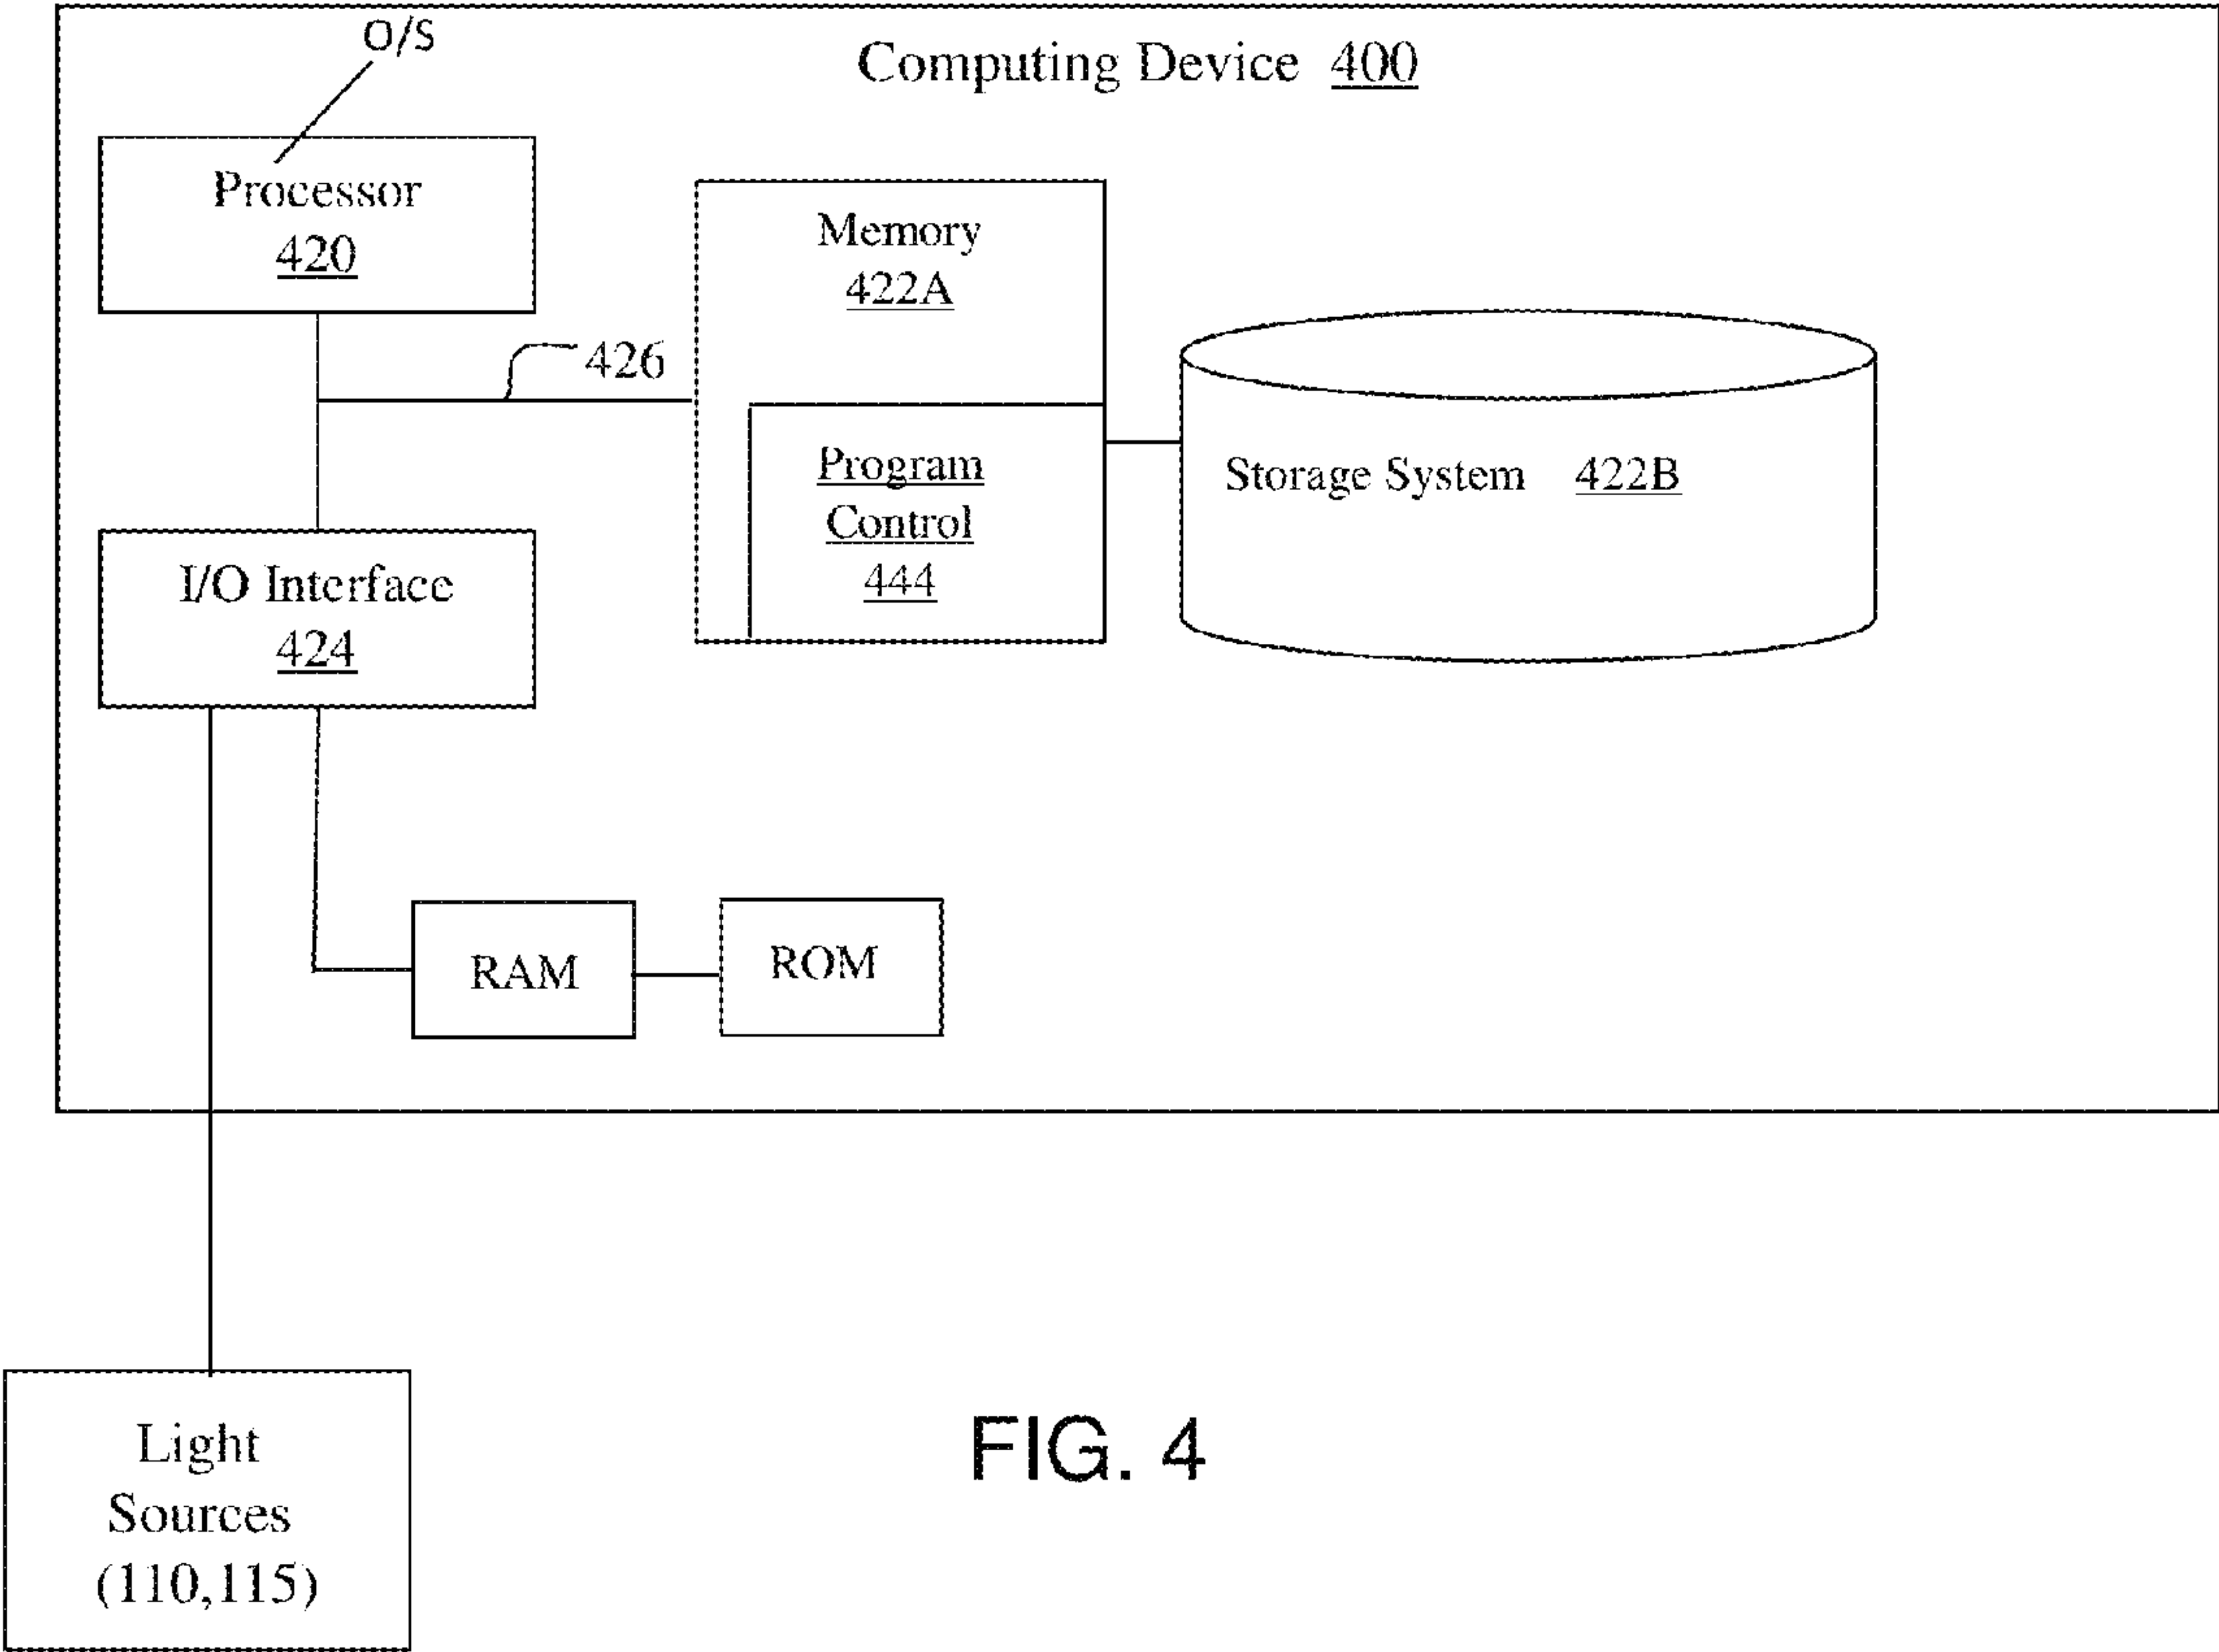 O/S
Computing Device 400
Processor
420
Memory
422A
426
Program
Control
444
Storage System 422B
I/O Interface
424
RAM
ROM
Light
Sources
(110,115)
FIG. 4